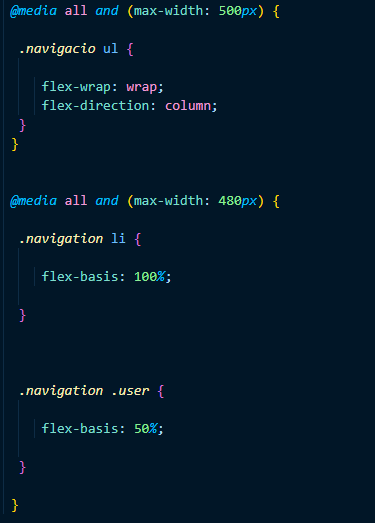 @media all and (max-width: 500px) {
.navigacio ul {
flex-wrap: wrap;
flex-direction: column;
}
}
@media all and (max-width: 480px) {
.navigation li {
flex-basis: 100%;
}
.navigation .user {
flex-basis: 50%;
}
}